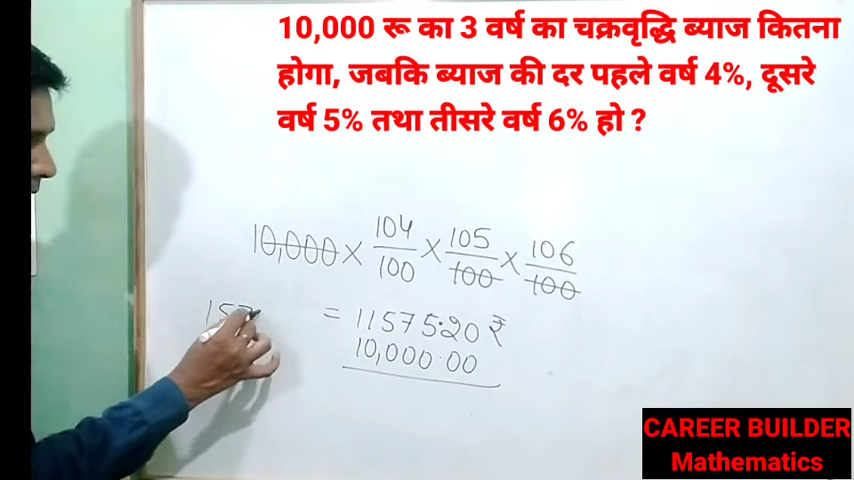 10,000 रू का 3 वर्ष का चक्रवृद्धि ब्याज कितना
होगा, जबकि ब्याज की दर पहले वर्ष 4%, दूसरे
वर्ष 5% तथा तीसरे वर्ष 6% हो ?
10,000 × 104/100 × 105/100 × 106/100
= 11575.20 ₹
10,000.00
157
CAREER BUILDER
Mathematics